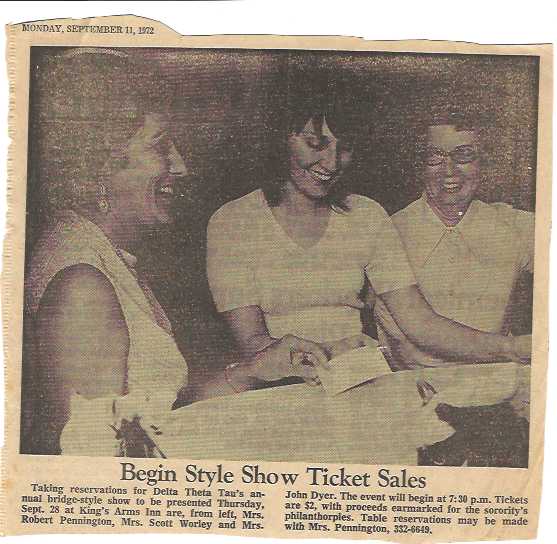 MONDAY, SEPTEMBER 11, 1972
Begin Style Show Ticket Sales
Taking reservations for Delta Theta Tau's an-
nual bridge-style show to be presented Thursday,
Sept. 28 at King's Arms Inn are, from left, Mrs.
Robert Pennington, Mrs. Scott Worley and Mrs.
John Dyer. The event will begin at 7:30 p.m. Tickets
are $2, with proceeds earmarked for the sorority's
philanthropies. Table reservations may be made
with Mrs. Pennington, 332-6649.